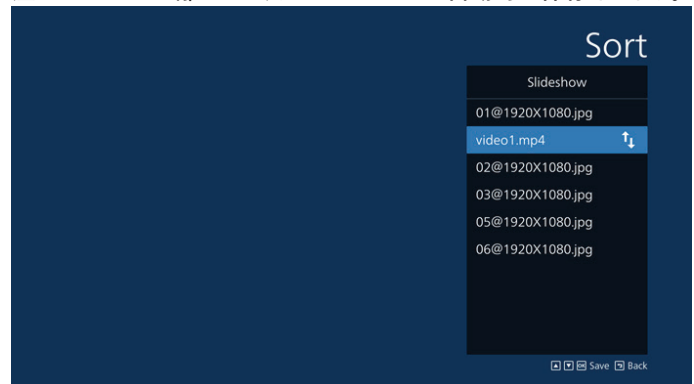 Sort
Slideshow
01@1920X1080.jpg
video1.mp4
02@1920X1080.jpg
03@1920X1080.jpg
05@1920X1080.jpg
06@1920X1080.jpg
OK Save Back